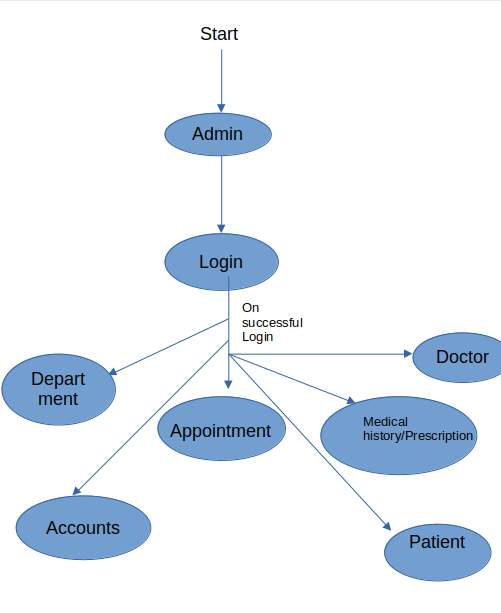 Start
Admin
Login
On
successful
Login
Doctor
Depart
ment
Appointment
Medical
history/Prescription
Accounts
Patient